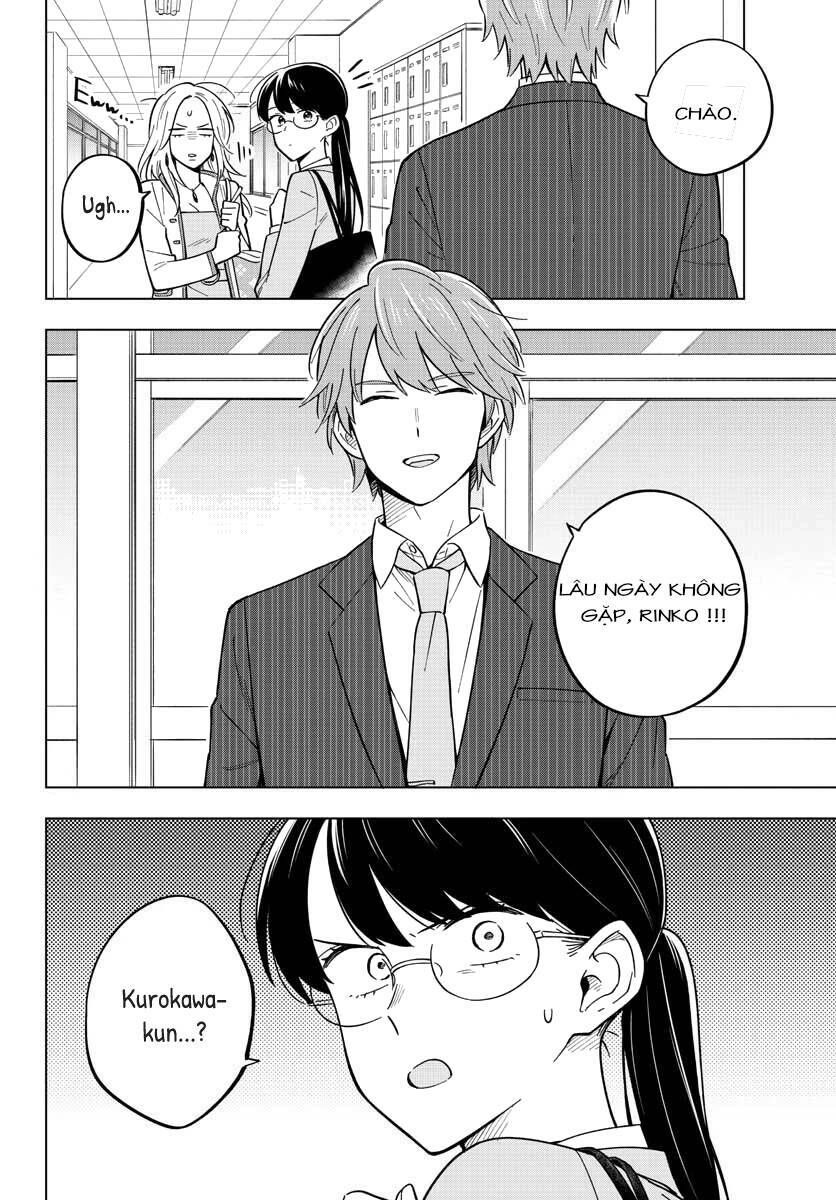 CHÀO.
Eww...
Ugh...
LÂU NGÀY KHÔNG
GẶP, RINKO !!!
Kurokawa-
kun...?